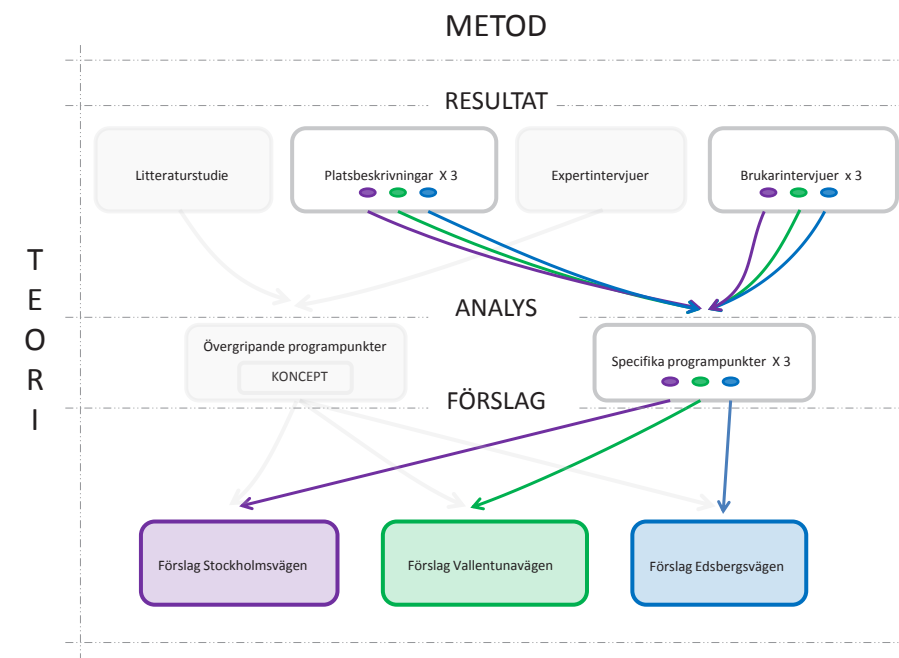 METOD
RESULTAT
Litteraturstudie
Platsbeskrivningar X 3
Expertintervjuer
Brukarintervjuer x 3
T
E
O
R
I
ANALYS
Övergripande programpunkter
KONCEPT
Specifika programpunkter X 3
FÖRSLAG
Förslag Stockholmsvägen
Förslag Vallentunavägen
Förslag Edsbergsvägen